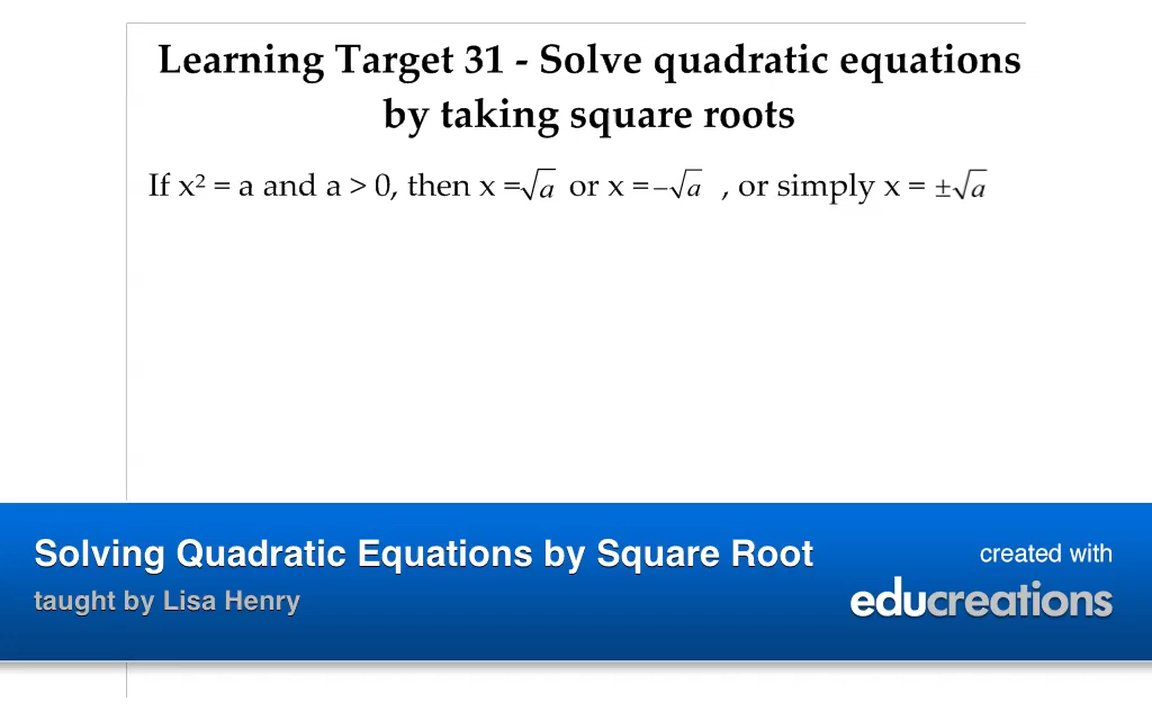 Learning Target 31 - Solve quadratic equations
by taking square roots
If x² = a and a > 0, then x =√a or x =−√a , or simply x = ±√a
Solving Quadratic Equations by Square Root
taught by Lisa Henry
created with
educreations